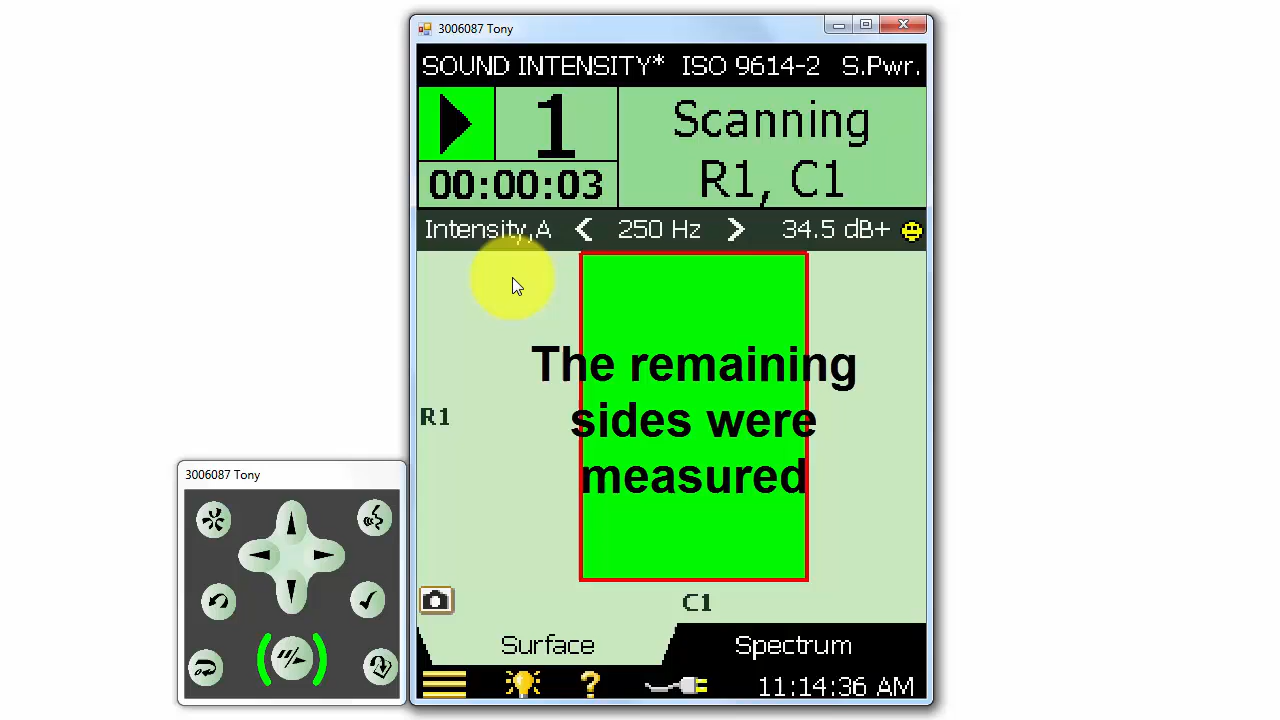 3006087 Tony
SOUND INTENSITY* ISO 9614-2 S.Pwr.
1
Scanning
R1, C1
00:00:03
Intensity,A < 250 Hz > 34.5 dB+
The remaining
sides were
measured
R1
C1
Surface Spectrum
? 11:14:36 AM
3006087 Tony